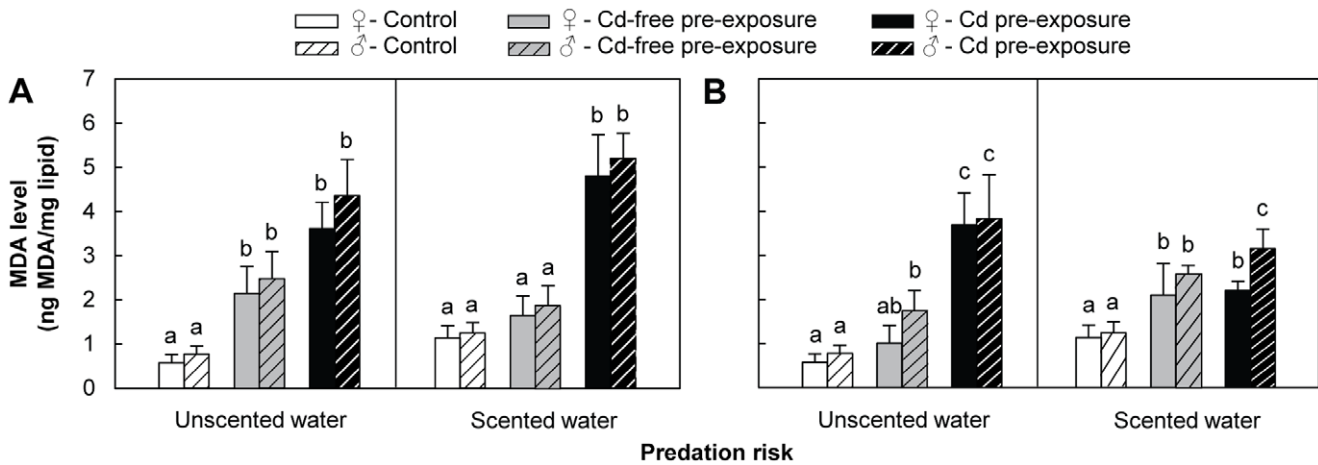 ♀ - Control ♀ - Cd-free pre-exposure ♀ - Cd pre-exposure
♂ - Control ♂ - Cd-free pre-exposure ♂ - Cd pre-exposure
A
MDA level
(ng MDA/mg lipid)
7
6
5
4
3
2
1
0
a a b b b b
a a a a b b
Unscented water Scented water
B
a a ab b c c
a a b b b c
Unscented water Scented water
Predation risk